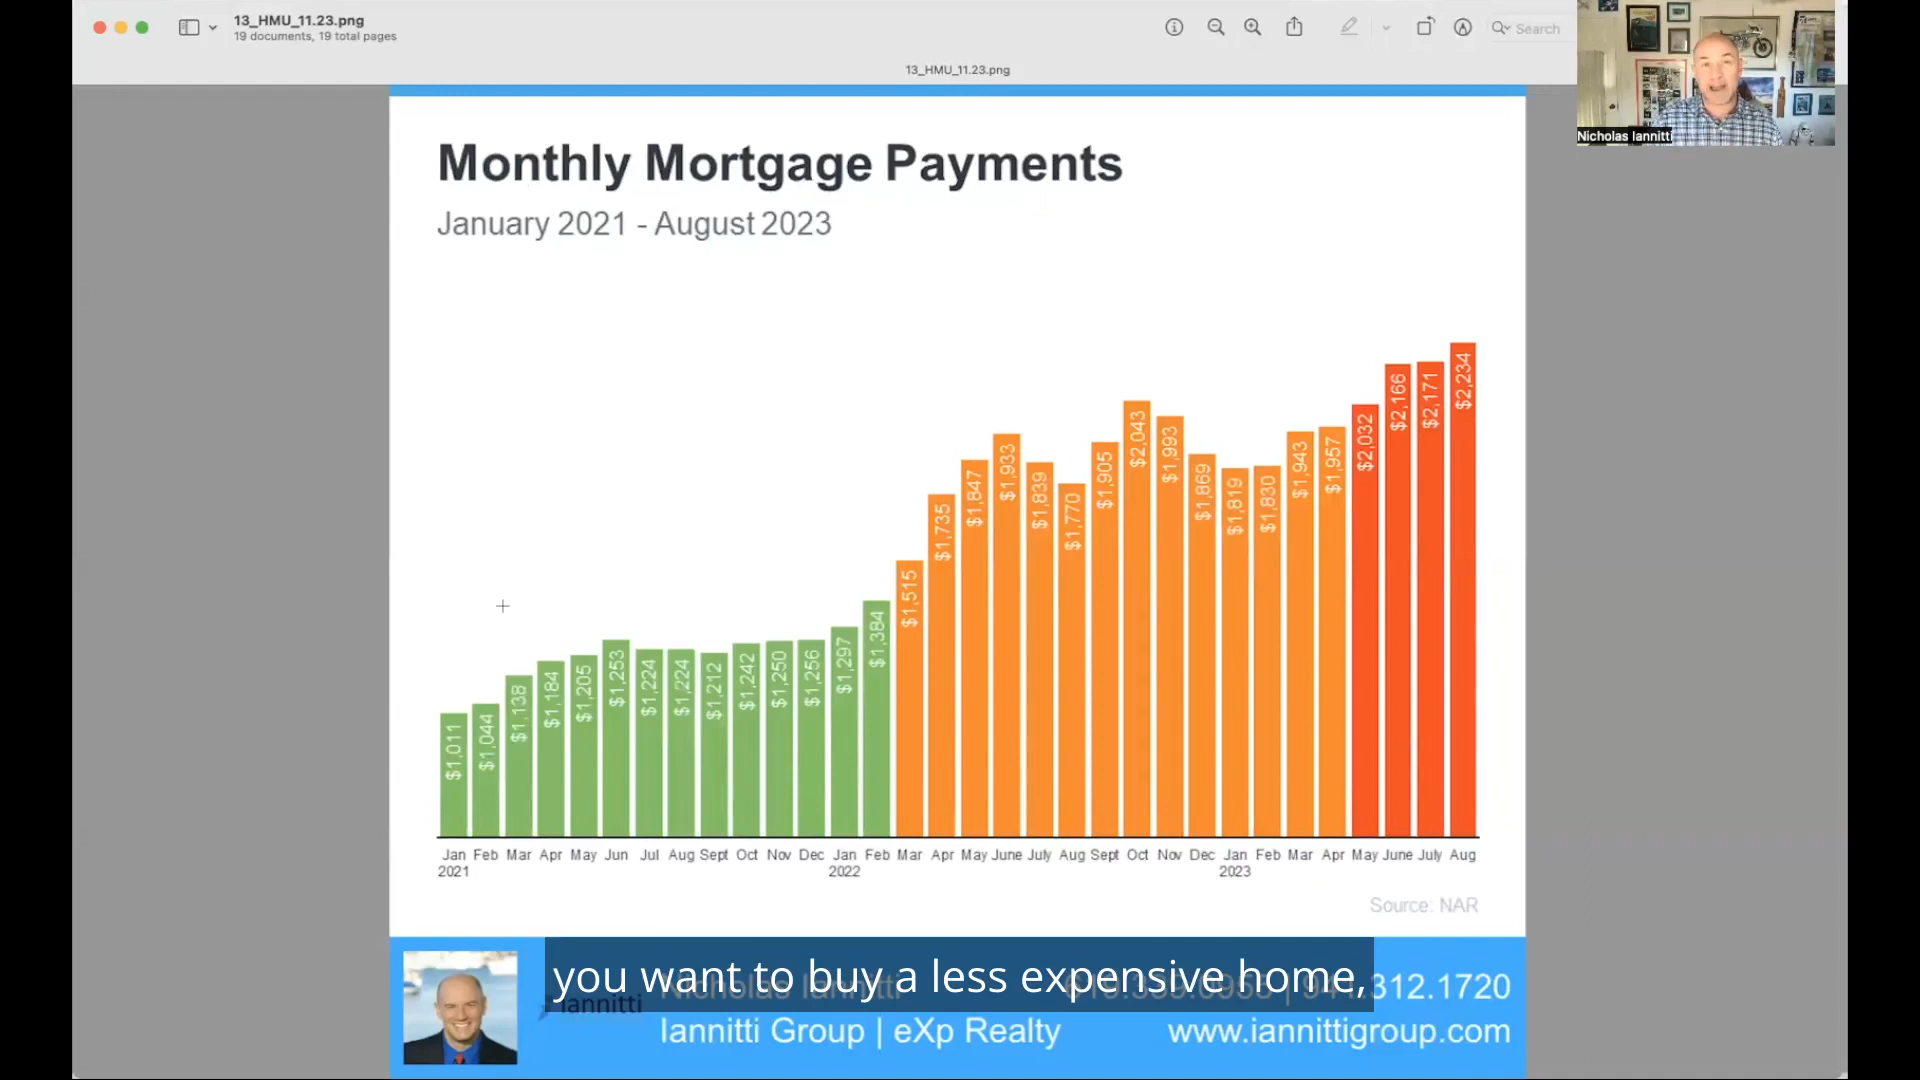 13_HMU_11.23.png
19 documents, 19 total pages
Search
13_HMU_11.23.png
Nicholas Iannitti
Monthly Mortgage Payments
January 2021 - August 2023
$1,011
$1,044
$1,138
$1,184
$1,205
$1,253
$1,224
$1,224
$1,212
$1,242
$1,250
$1,256
$1,297
$1,384
$1,515
$1,735
$1,847
$1,933
$1,839
$1,770
$1,905
$2,043
$1,993
$1,869
$1,819
$1,830
$1,943
$1,957
$2,032
$2,166
$2,171
$2,234
Jan Feb Mar Apr May Jun Jul Aug Sept Oct Nov Dec Jan Feb Mar Apr May June July Aug Sept Oct Nov Dec Jan Feb Mar Apr May June July Aug
2021 2022 2023
Source: NAR
you want to buy a less expensive home,
iannitti
Nicholas Iannitti | 941.312.1720
Iannitti Group | eXp Realty www.iannittigroup.com